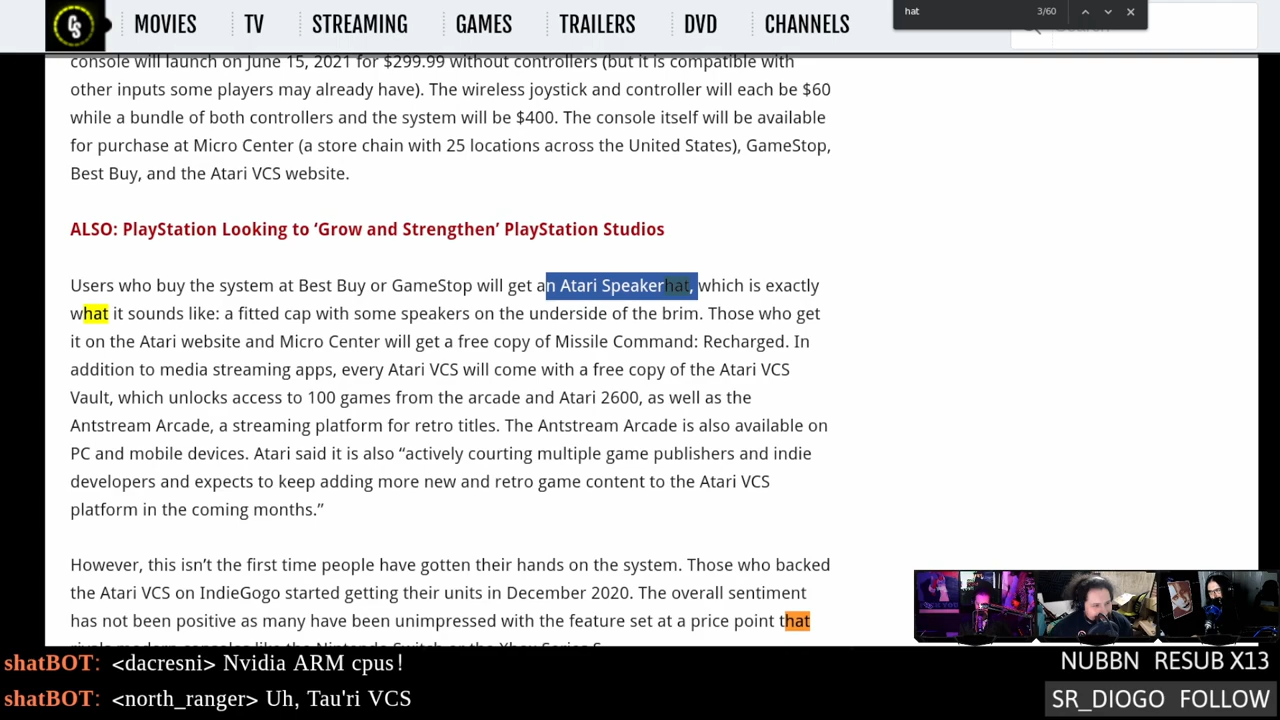 GS MOVIES TV STREAMING GAMES TRAILERS DVD CHANNELS
hat 3/60
Search
console will launch on June 15, 2021 for $299.99 without controllers (but it is compatible with
other inputs some players may already have). The wireless joystick and controller will each be $60
while a bundle of both controllers and the system will be $400. The console itself will be available
for purchase at Micro Center (a store chain with 25 locations across the United States), GameStop,
Best Buy, and the Atari VCS website.
ALSO: PlayStation Looking to ‘Grow and Strengthen’ PlayStation Studios
Users who buy the system at Best Buy or GameStop will get an Atari Speakerhat, which is exactly
what it sounds like: a fitted cap with some speakers on the underside of the brim. Those who get
it on the Atari website and Micro Center will get a free copy of Missile Command: Recharged. In
addition to media streaming apps, every Atari VCS will come with a free copy of the Atari VCS
Vault, which unlocks access to 100 games from the arcade and Atari 2600, as well as the
Antstream Arcade, a streaming platform for retro titles. The Antstream Arcade is also available on
PC and mobile devices. Atari said it is also “actively courting multiple game publishers and indie
developers and expects to keep adding more new and retro game content to the Atari VCS
platform in the coming months.”
However, this isn’t the first time people have gotten their hands on the system. Those who backed
the Atari VCS on IndieGogo started getting their units in December 2020. The overall sentiment
has not been positive as many have been unimpressed with the feature set at a price point that
rivals modern consoles like the Nintendo Switch or the Xbox Series S.
shatBOT: <dacresni> Nvidia ARM cpus!
shatBOT: <north_ranger> Uh, Tau'ri VCS
NUBBN RESUB X13
SR_DIOGO FOLLOW